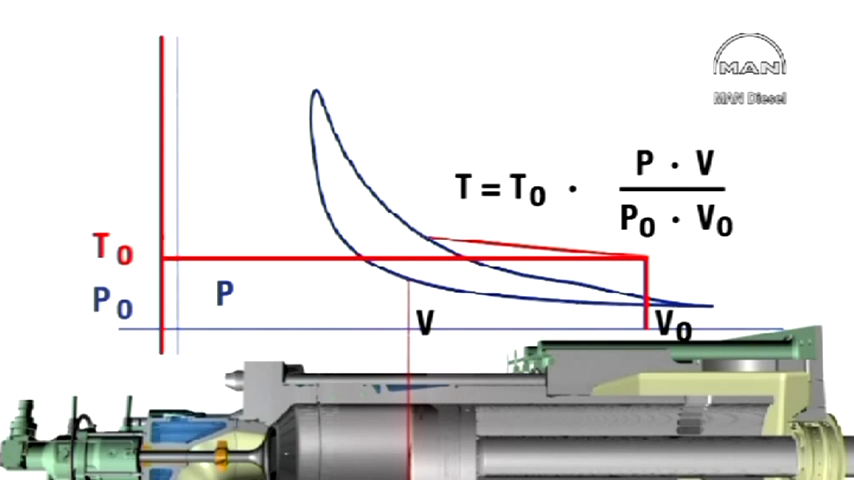 MAN
MAN Diesel
P · V
T = T0 ·
P0 · V0
T0
P0
P
V
V0